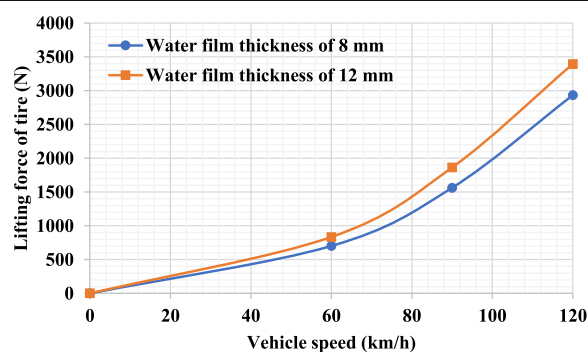 4000
3500
3000
2500
2000
1500
1000
500
0
Lifting force of tire (N)
Water film thickness of 8 mm
Water film thickness of 12 mm
0 20 40 60 80 100 120
Vehicle speed (km/h)